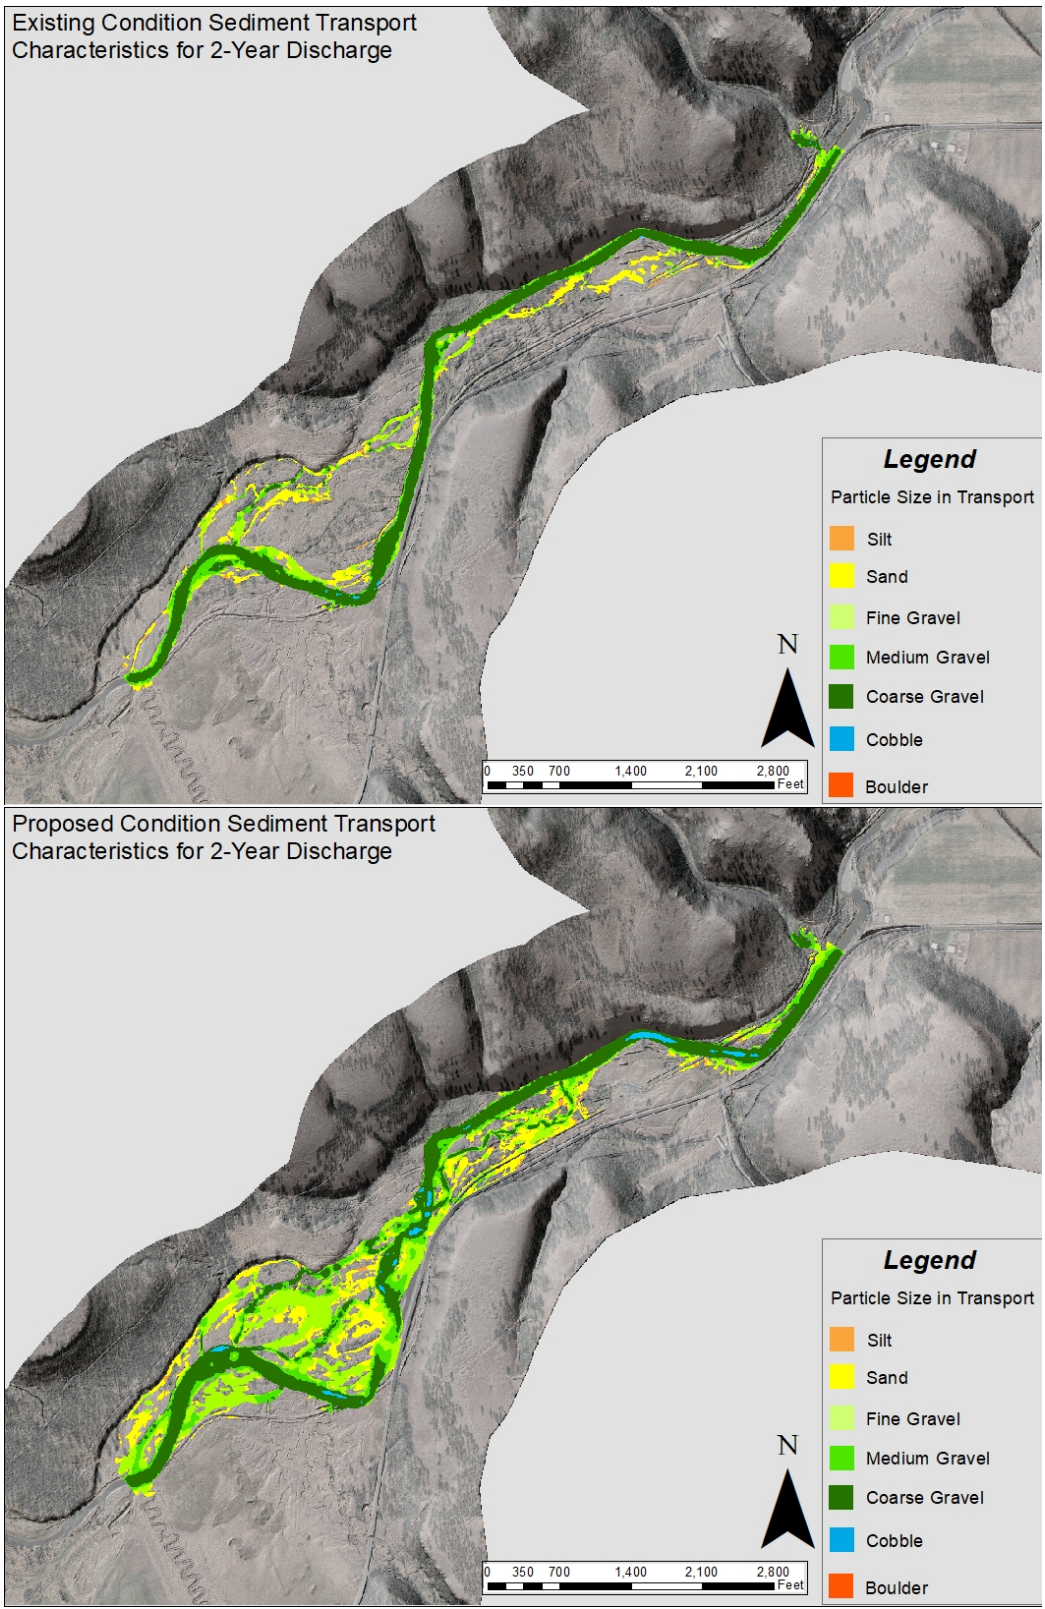 Existing Condition Sediment Transport
Characteristics for 2-Year Discharge
Legend
Particle Size in Transport
Silt
Sand
Fine Gravel
Medium Gravel
Coarse Gravel
Cobble
Boulder
N
0 350 700 1,400 2,100 2,800
Feet
Proposed Condition Sediment Transport
Characteristics for 2-Year Discharge
Legend
Particle Size in Transport
Silt
Sand
Fine Gravel
Medium Gravel
Coarse Gravel
Cobble
Boulder
N
0 350 700 1,400 2,100 2,800
Feet